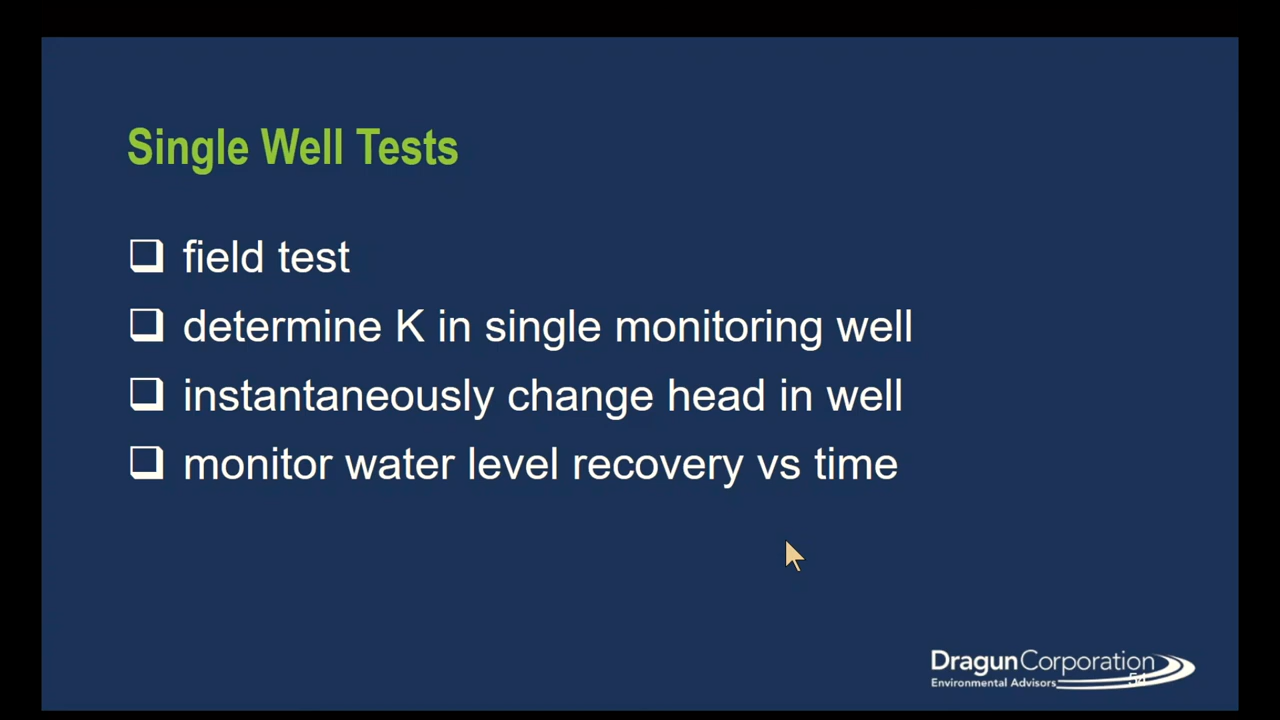 Single Well Tests
❑ field test
❑ determine K in single monitoring well
❑ instantaneously change head in well
❑ monitor water level recovery vs time
DragunCorporation
Environmental Advisors
54